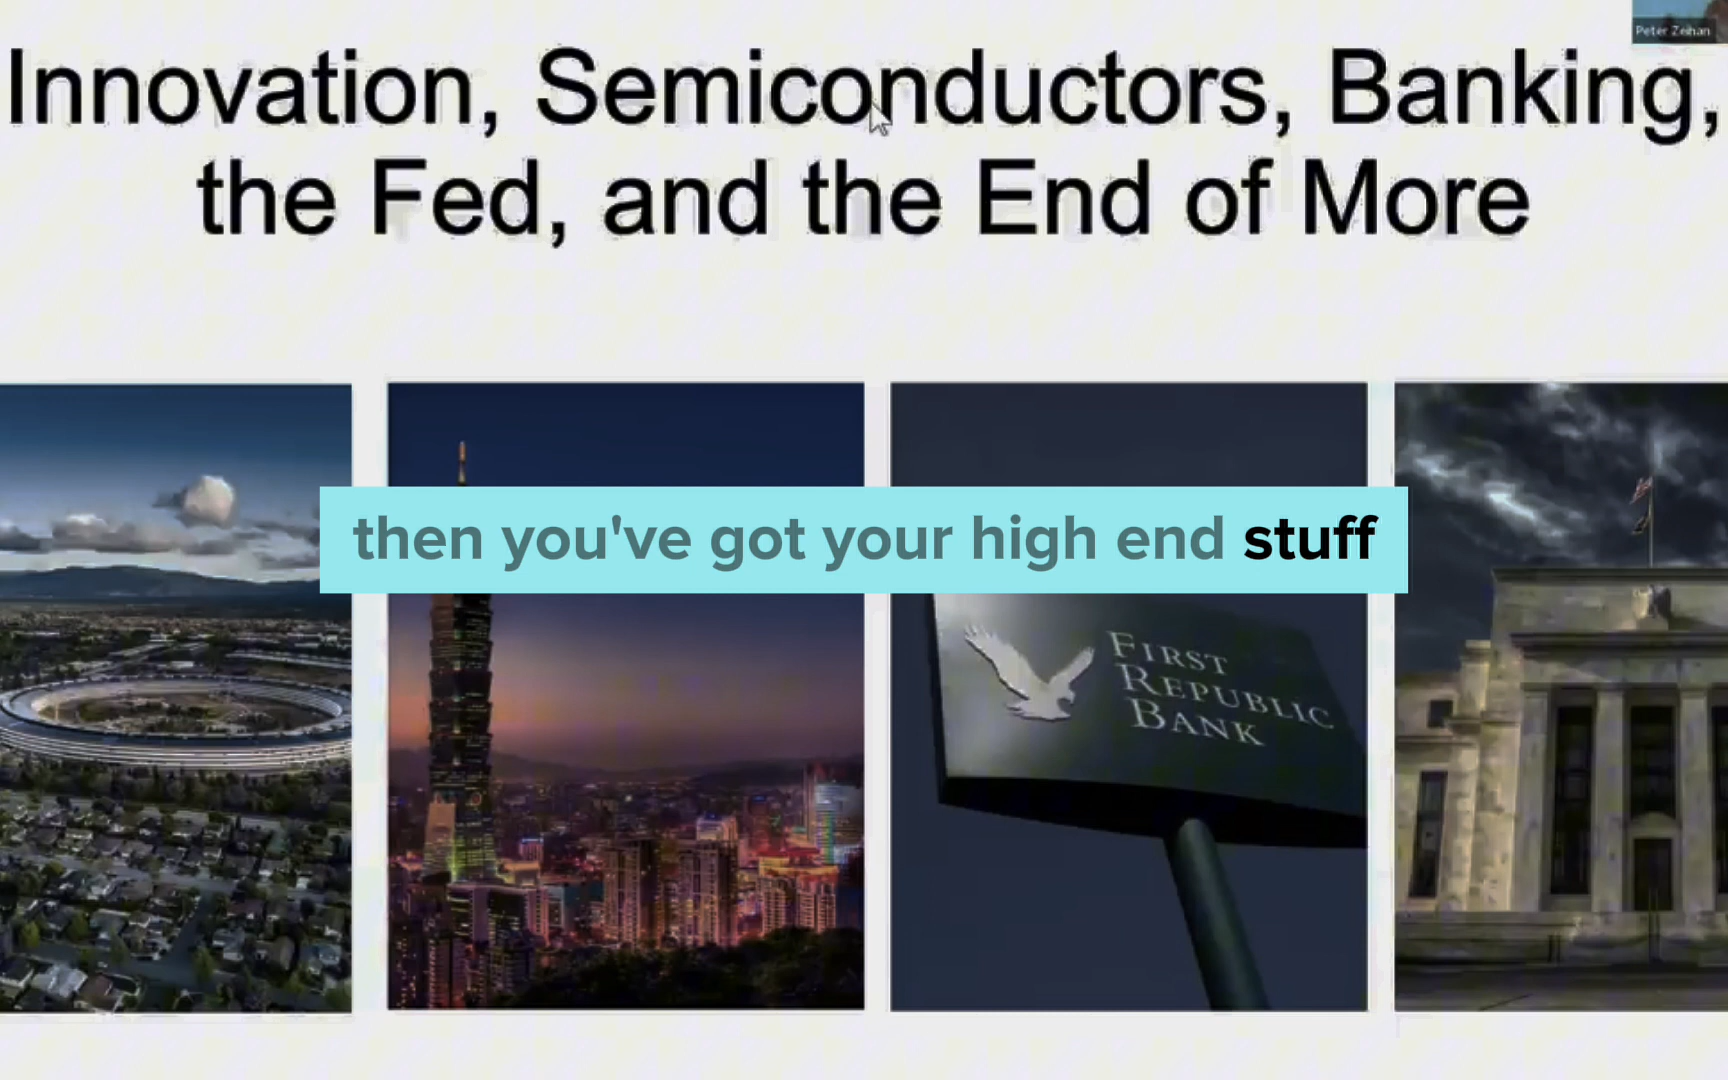 Peter Zeihan
Innovation, Semiconductors, Banking,
the Fed, and the End of More
then you've got your high end stuff
FIRST
REPUBLIC
BANK